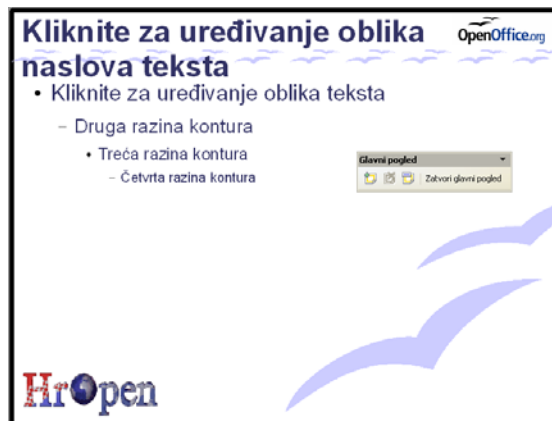 Kliknite za uređivanje oblika
naslova teksta
OpenOffice.org
• Kliknite za uređivanje oblika teksta
– Druga razina kontura
• Treća razina kontura
– Četvrta razina kontura
Glavni pogled
Zatvori glavni pogled
HrOpen